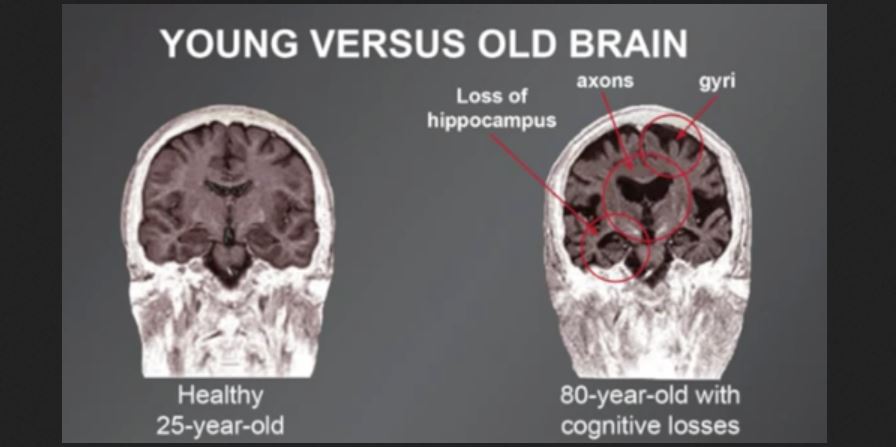 YOUNG VERSUS OLD BRAIN
axons
gyri
Loss of
hippocampus
Healthy
25-year-old
80-year-old with
cognitive losses